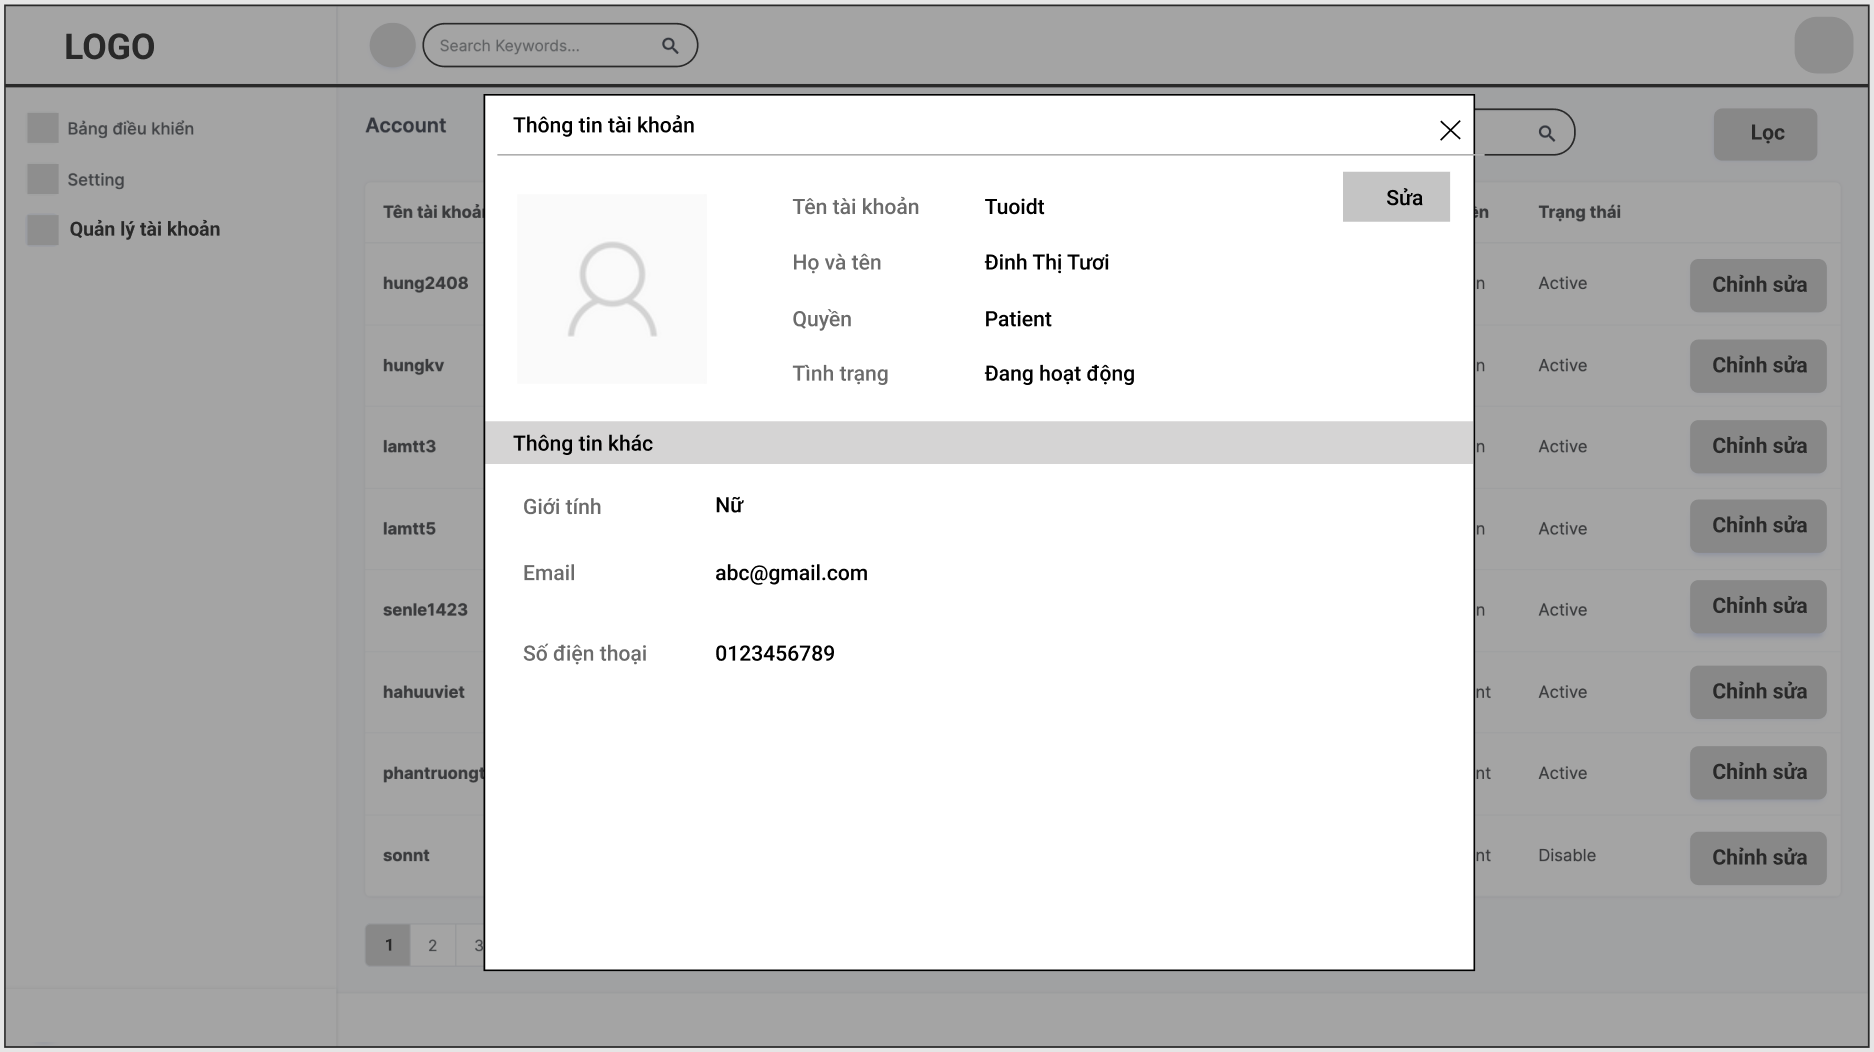 LOGO
Search Keywords...
Bảng điều khiển
Setting
Quản lý tài khoản
Account
Lọc
Tên tài khoản
Trạng thái
hung2408
Active
Chỉnh sửa
hungkv
Active
Chỉnh sửa
lamtt3
Active
Chỉnh sửa
lamtt5
Active
Chỉnh sửa
senle1423
Active
Chỉnh sửa
hahuuviet
Active
Chỉnh sửa
phantruongt
Active
Chỉnh sửa
sonnt
Disable
Chỉnh sửa
1 2 3
Thông tin tài khoản
Sửa
Tên tài khoản Tuoidt
Họ và tên Đinh Thị Tươi
Quyền Patient
Tình trạng Đang hoạt động
Thông tin khác
Giới tính Nữ
Email abc@gmail.com
Số điện thoại 0123456789